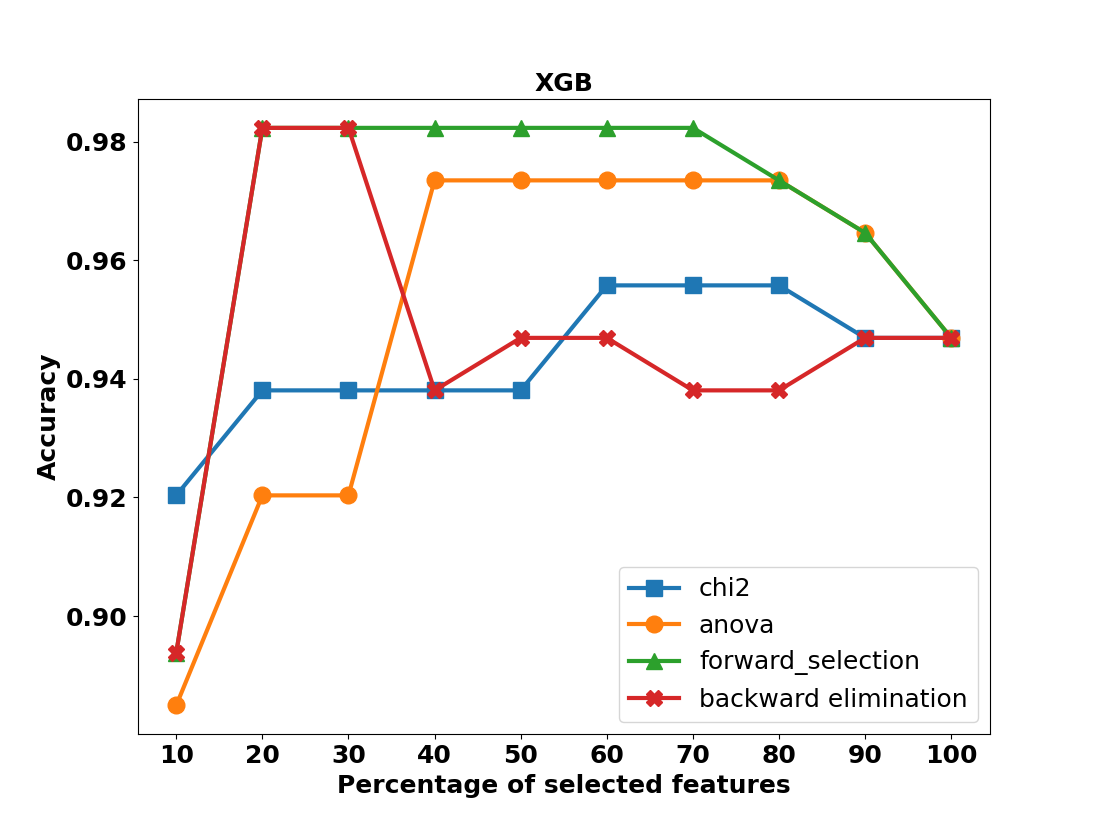 XGB
Accuracy
0.98
0.96
0.94
0.92
0.90
chi2
anova
forward_selection
backward elimination
10 20 30 40 50 60 70 80 90 100
Percentage of selected features